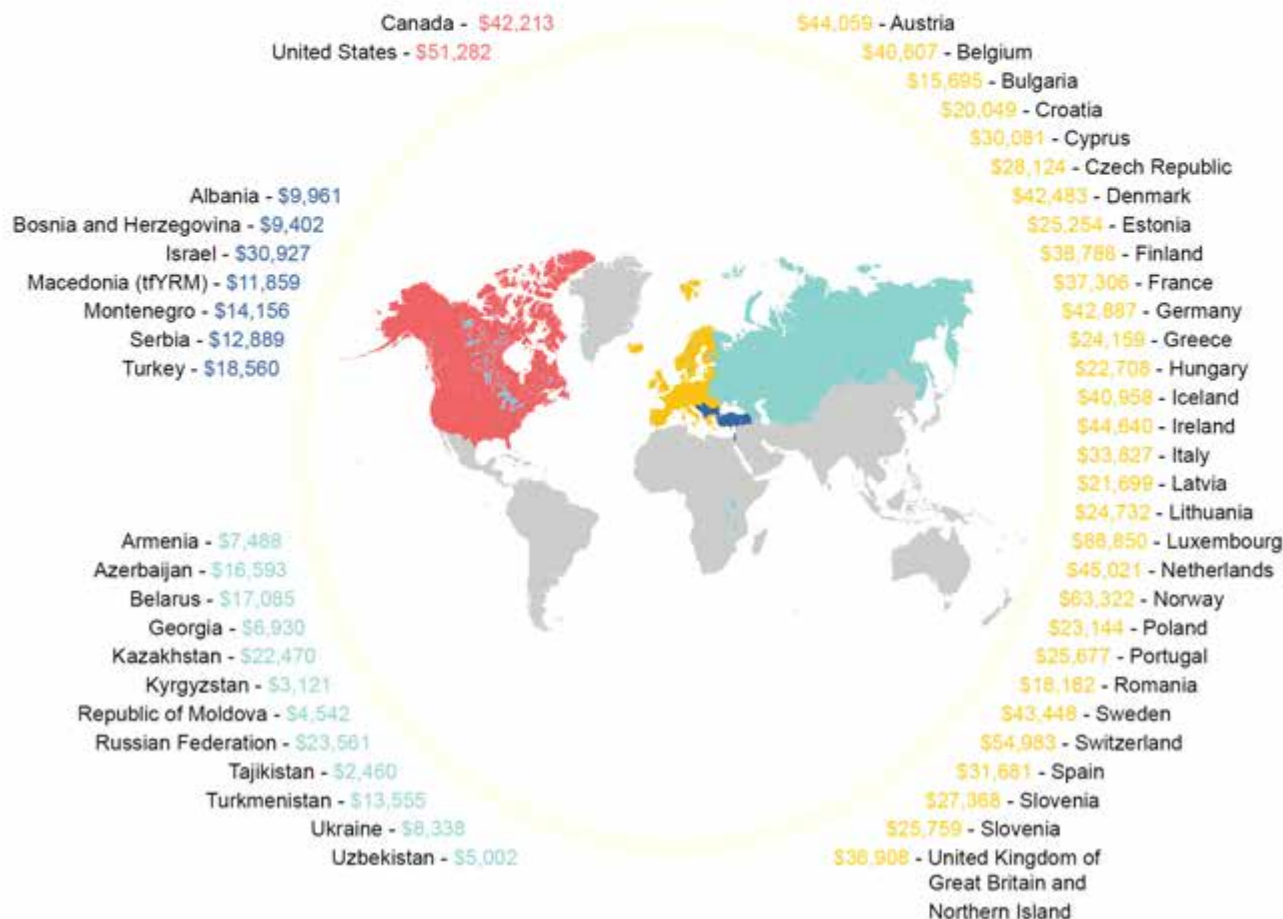 Canada - $42,213
United States - $51,282
Albania - $9,961
Bosnia and Herzegovina - $9,402
Israel - $30,927
Macedonia (tfYRM) - $11,859
Montenegro - $14,156
Serbia - $12,889
Turkey - $18,560
Armenia - $7,488
Azerbaijan - $16,593
Belarus - $17,085
Georgia - $6,930
Kazakhstan - $22,470
Kyrgyzstan - $3,121
Republic of Moldova - $4,542
Russian Federation - $23,561
Tajikistan - $2,460
Turkmenistan - $13,555
Ukraine - $8,338
Uzbekistan - $5,002
$44,059 - Austria
$40,607 - Belgium
$15,695 - Bulgaria
$20,049 - Croatia
$30,081 - Cyprus
$28,124 - Czech Republic
$42,483 - Denmark
$25,254 - Estonia
$38,788 - Finland
$37,306 - France
$42,887 - Germany
$24,159 - Greece
$22,708 - Hungary
$40,958 - Iceland
$44,640 - Ireland
$33,827 - Italy
$21,699 - Latvia
$24,732 - Lithuania
$88,850 - Luxembourg
$45,021 - Netherlands
$63,322 - Norway
$23,144 - Poland
$25,677 - Portugal
$18,182 - Romania
$43,448 - Sweden
$54,983 - Switzerland
$31,681 - Spain
$27,368 - Slovenia
$25,759 - Slovenia
$36,908 - United Kingdom of
Great Britain and
Northern Island